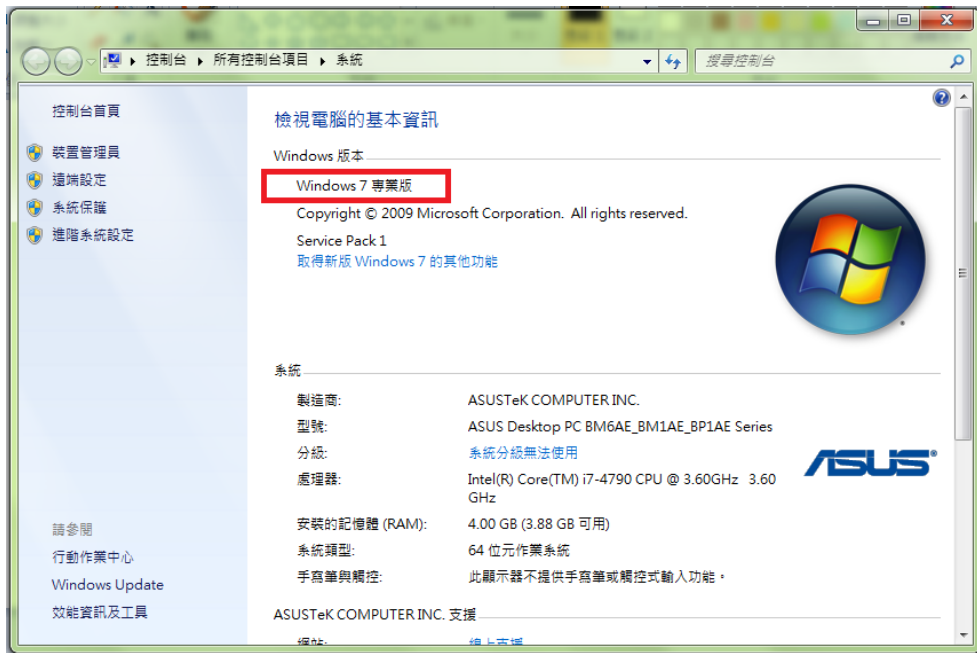 控制台 ▸ 所有控制台項目 ▸ 系統
搜尋控制台
控制台首頁
裝置管理員
遠端設定
系統保護
進階系統設定
請參閱
行動作業中心
Windows Update
效能資訊及工具
檢視電腦的基本資訊
Windows 版本
Windows 7 專業版
Copyright © 2009 Microsoft Corporation. All rights reserved.
Service Pack 1
取得新版 Windows 7 的其他功能
系統
製造商: ASUSTeK COMPUTER INC.
型號: ASUS Desktop PC BM6AE_BM1AE_BP1AE Series
分級: 系統分級無法使用
處理器: Intel(R) Core(TM) i7-4790 CPU @ 3.60GHz 3.60
GHz
安裝的記憶體 (RAM): 4.00 GB (3.88 GB 可用)
系統類型: 64 位元作業系統
手寫筆與觸控: 此顯示器不提供手寫筆或觸控式輸入功能。
ASUS
ASUSTeK COMPUTER INC. 支援
網站: 線上支援